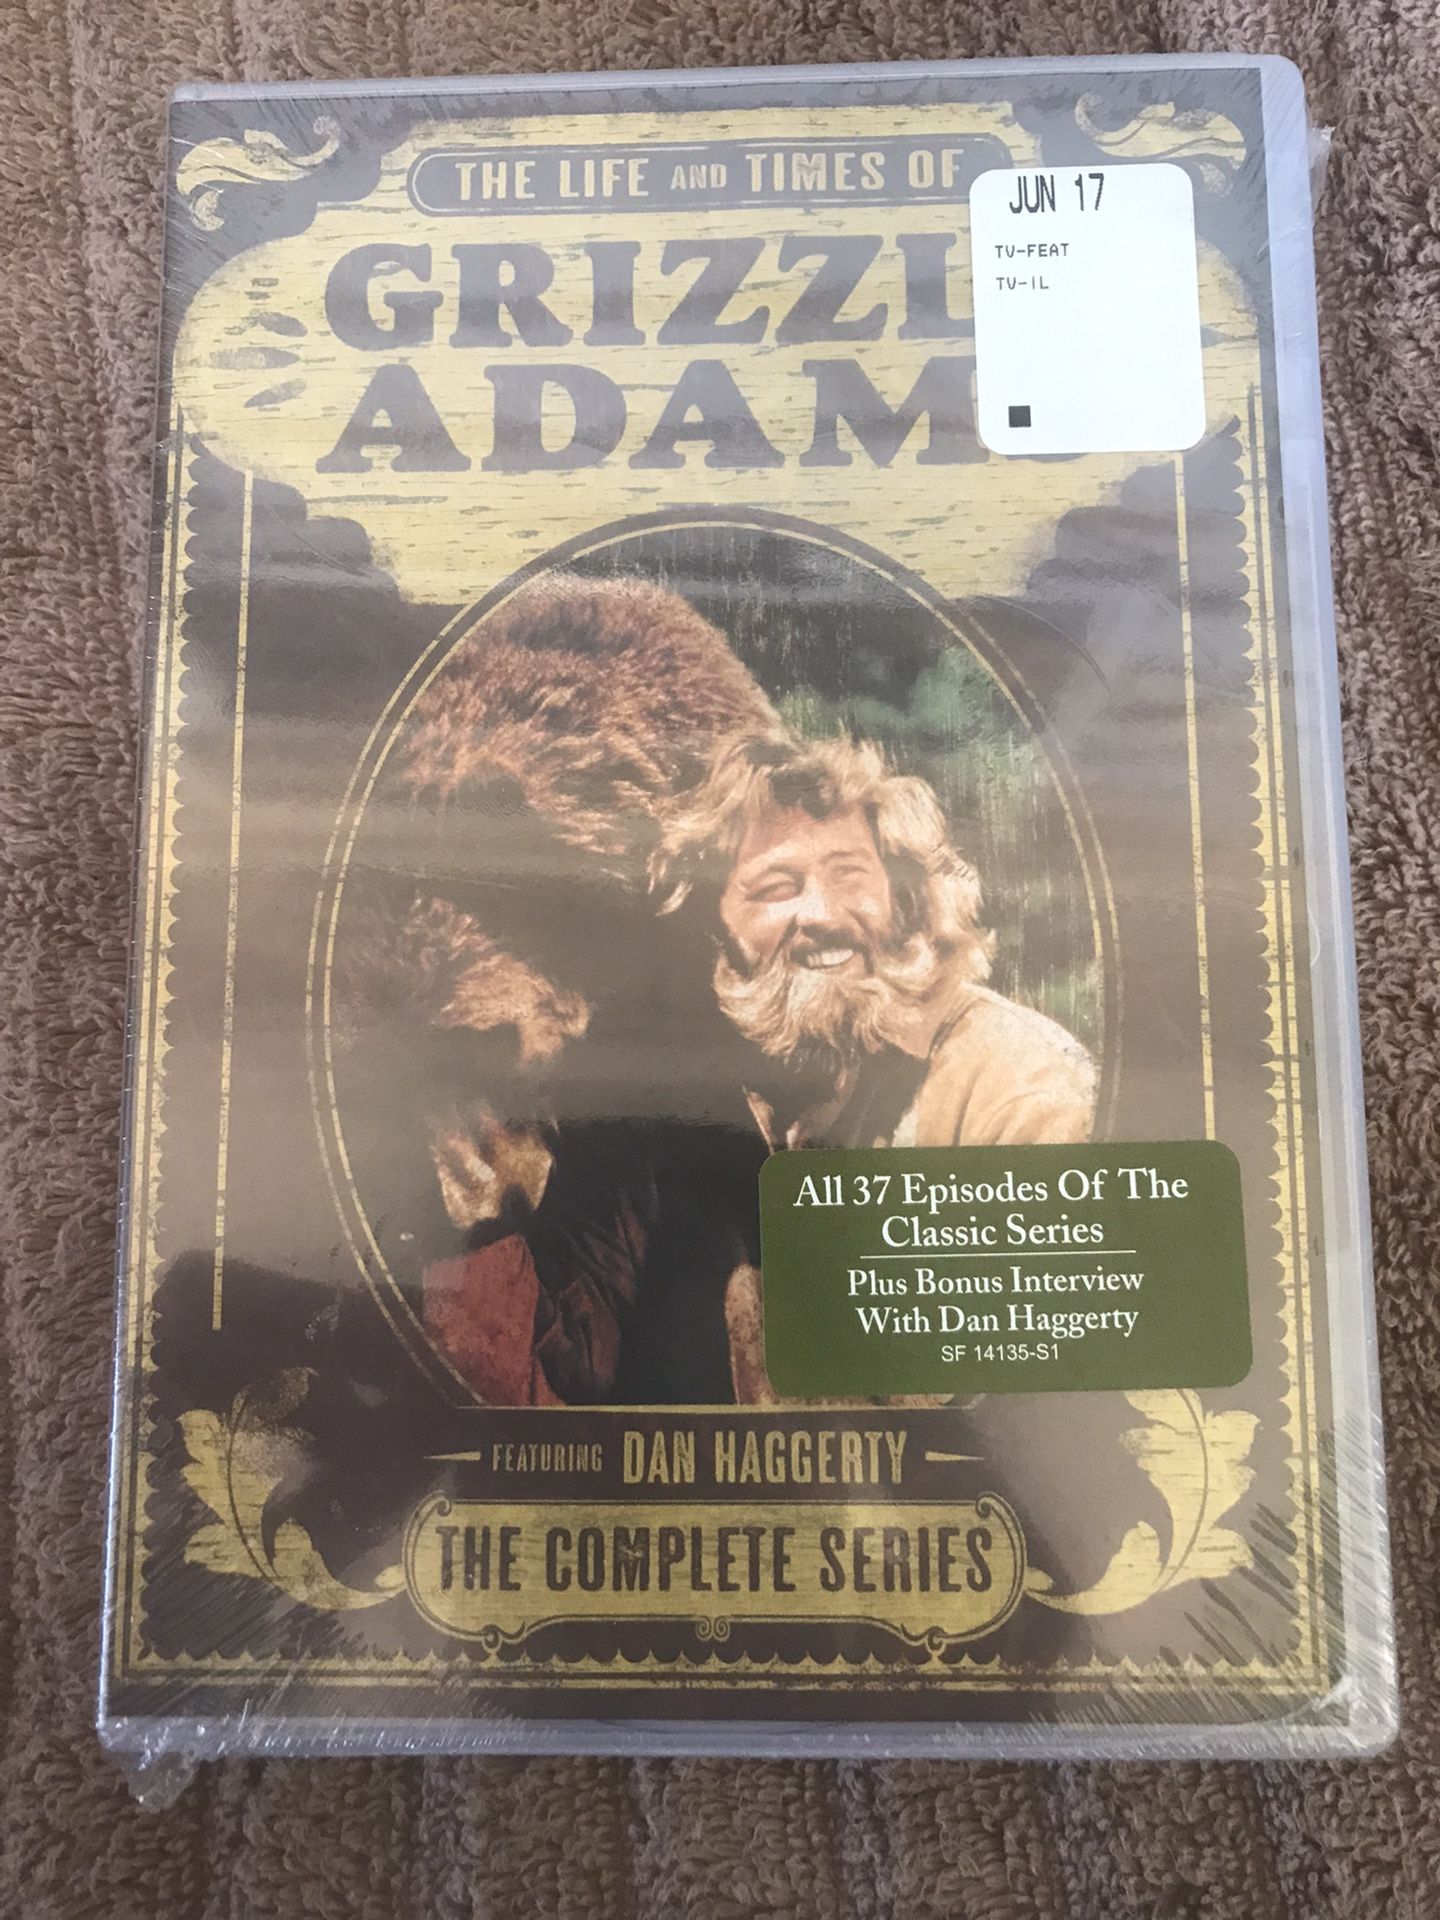 THE LIFE AND TIMES OF
GRIZZL
ADAMS
JUN 17
TV-FEAT
TV-IL
All 37 Episodes Of The
Classic Series
Plus Bonus Interview
With Dan Haggerty
SF 14135-S1
FEATURING DAN HAGGERTY
THE COMPLETE SERIES